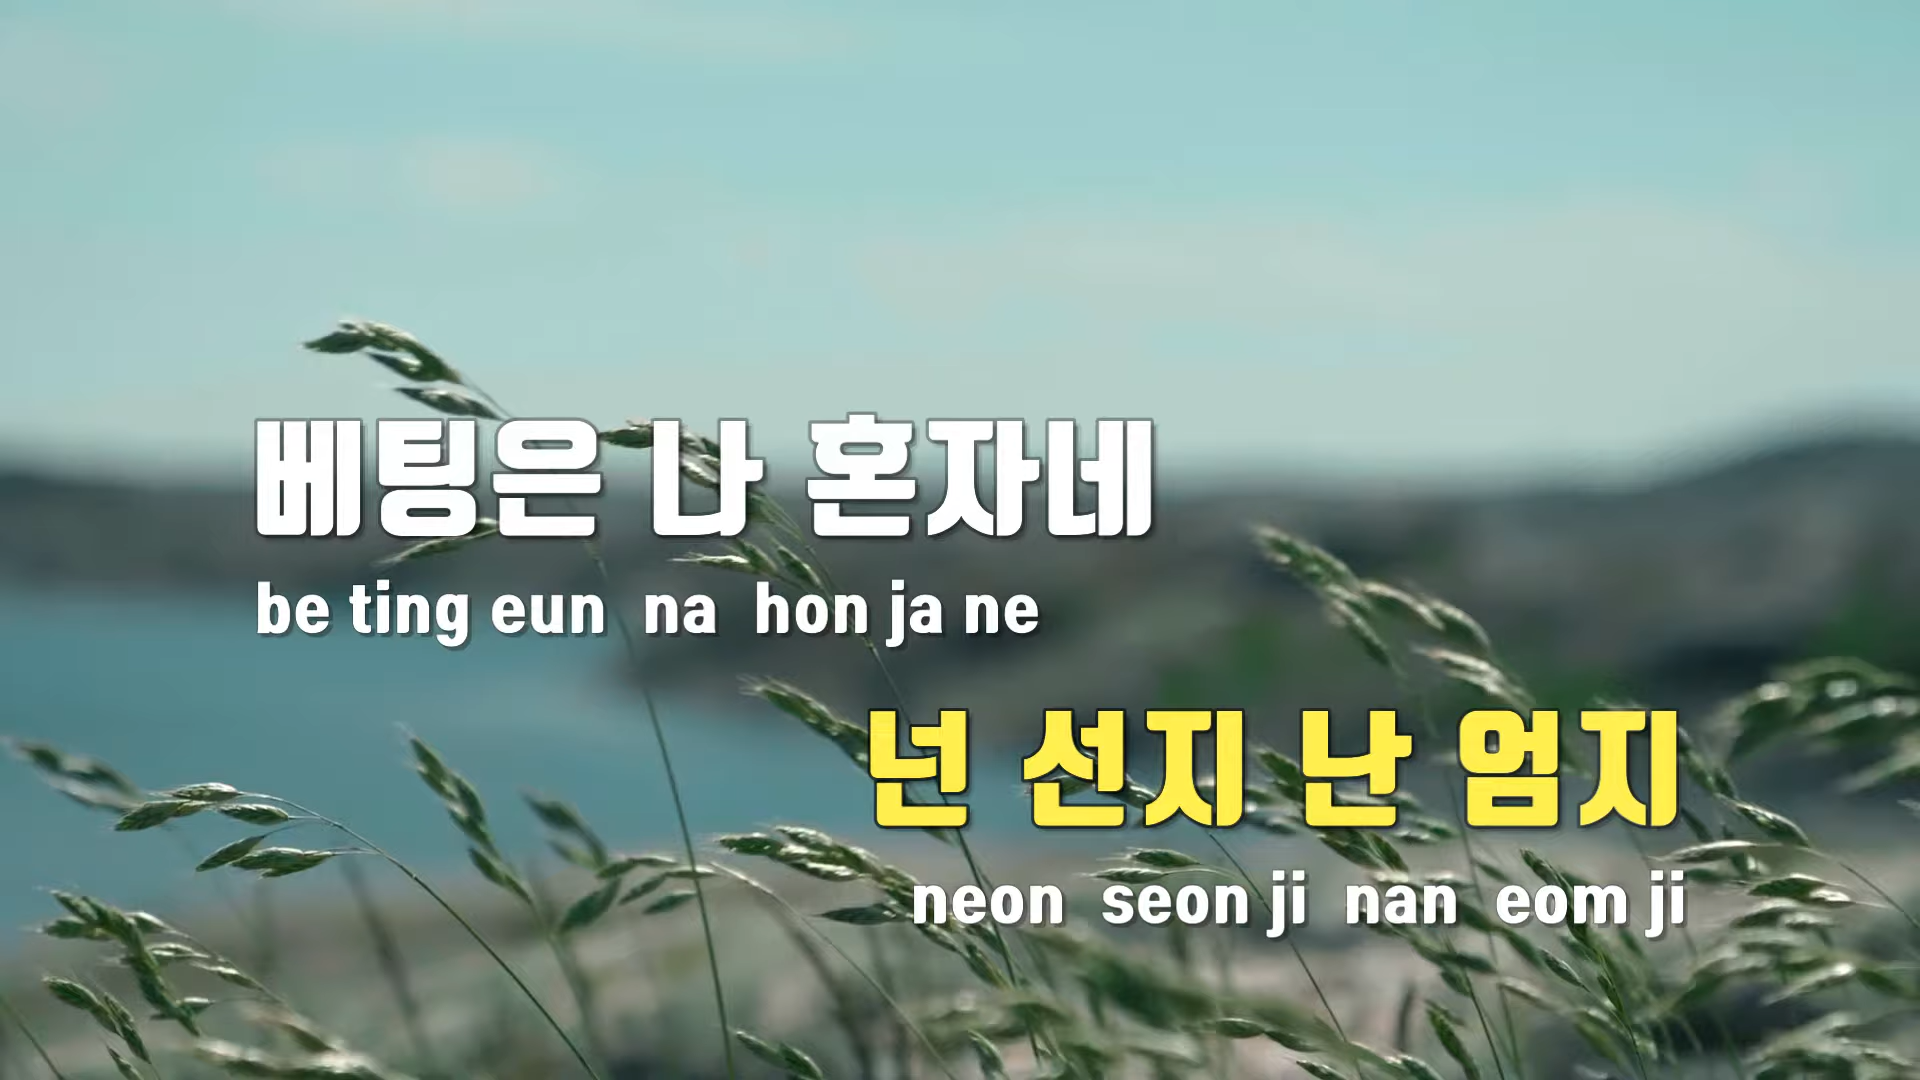 베팅은 나 혼자네
be ting eun na hon ja ne
넌 선지 난 엄지
neon seon ji nan eom ji